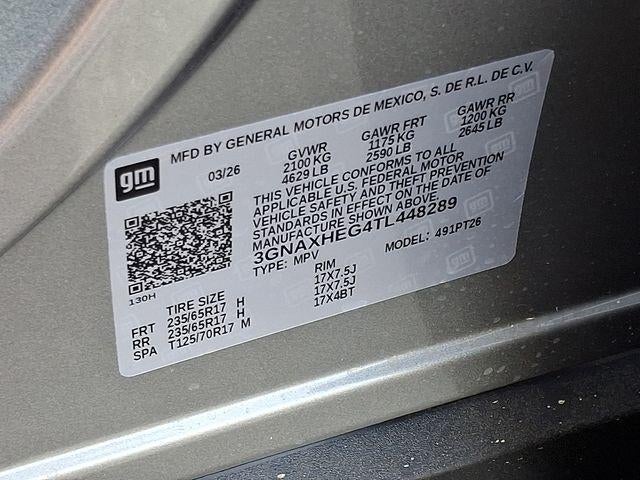 gm
MFD BY GENERAL MOTORS DE MEXICO, S. DE R.L. DE C.V.
03/26 GVWR GAWR FRT GAWR RR
2100 KG 1175 KG 1200 KG
4629 LB 2590 LB 2645 LB
THIS VEHICLE CONFORMS TO ALL
APPLICABLE U.S. FEDERAL MOTOR
VEHICLE SAFETY AND THEFT PREVENTION
STANDARDS IN EFFECT ON THE DATE OF
MANUFACTURE SHOWN ABOVE
3GNAXHEG4TL448289
TYPE: MPV MODEL: 491PT26
130H
TIRE SIZE RIM
FRT 235/65R17 H 17X7.5J
RR 235/65R17 H 17X7.5J
SPA T125/70R17 M 17X4BT